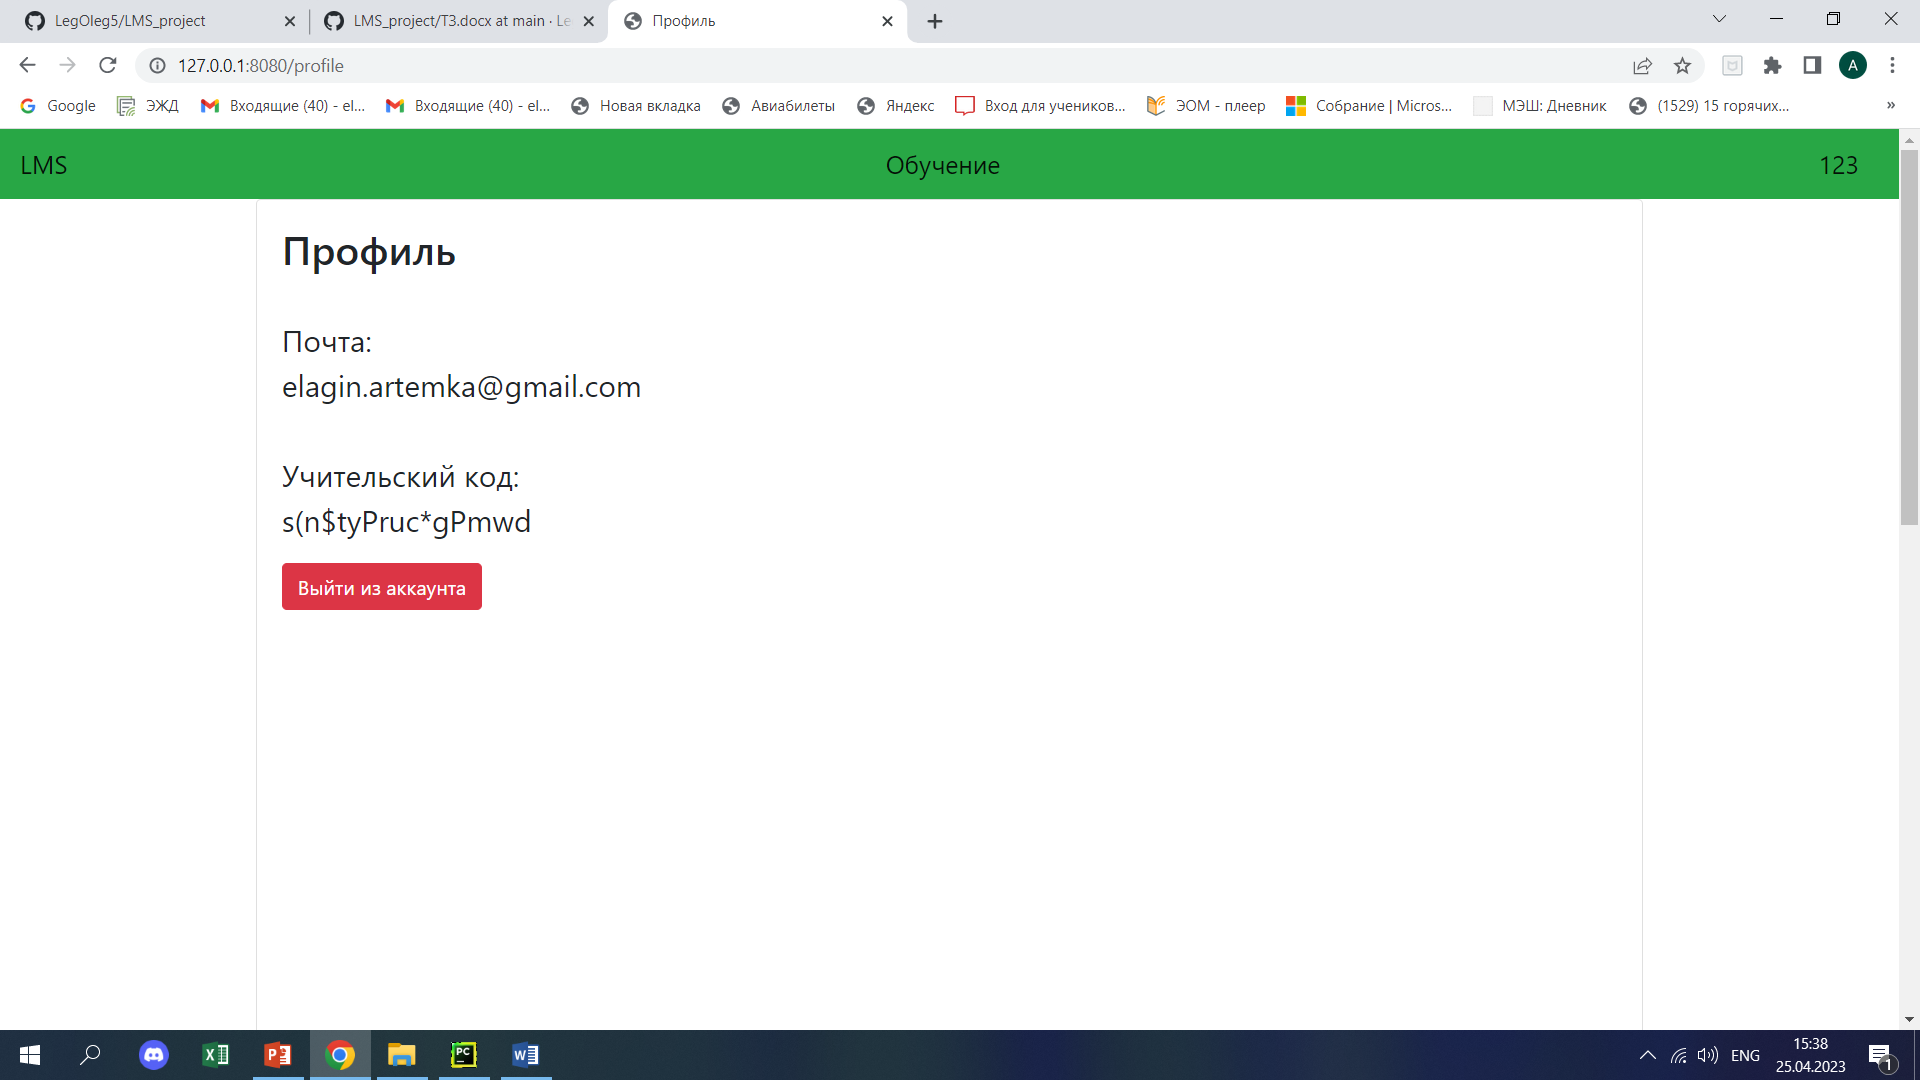 LegOleg5/LMS_project
LMS_project/ТЗ.docx at main · Le
Профиль
127.0.0.1:8080/profile
A
Google
ЭЖД
Входящие (40) - el...
Входящие (40) - el...
Новая вкладка
Авиабилеты
Яндекс
Вход для учеников...
ЭОМ - плеер
Собрание | Micros...
МЭШ: Дневник
(1529) 15 горячих...
»
LMS
Обучение
123
Профиль
Почта:
elagin.artemka@gmail.com
Учительский код:
s(n$tyPruc*gPmwd
Выйти из аккаунта
ENG
15:38
25.04.2023
1